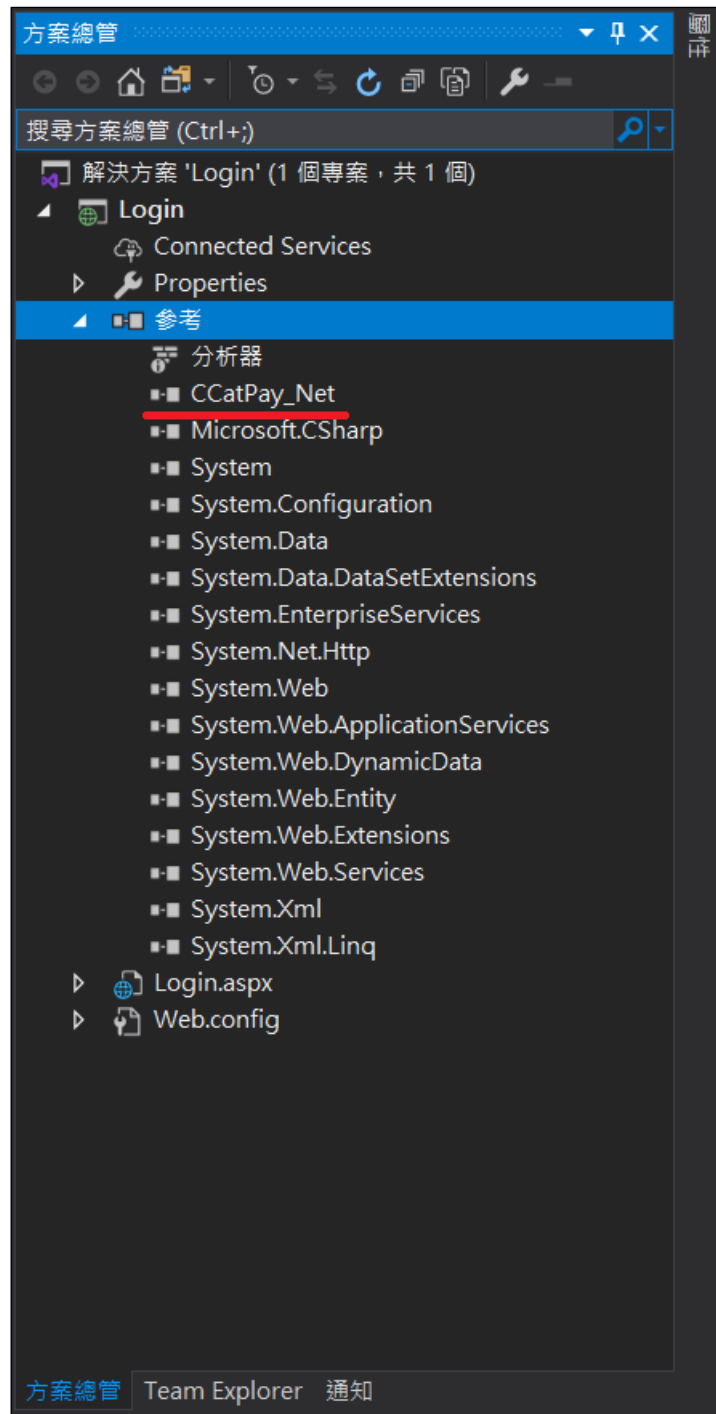 方案總管
屬性
搜尋方案總管 (Ctrl+;)
解決方案 'Login' (1 個專案，共 1 個)
Login
Connected Services
Properties
參考
分析器
CCatPay_Net
Microsoft.CSharp
System
System.Configuration
System.Data
System.Data.DataSetExtensions
System.EnterpriseServices
System.Net.Http
System.Web
System.Web.ApplicationServices
System.Web.DynamicData
System.Web.Entity
System.Web.Extensions
System.Web.Services
System.Xml
System.Xml.Linq
Login.aspx
Web.config
方案總管 Team Explorer 通知